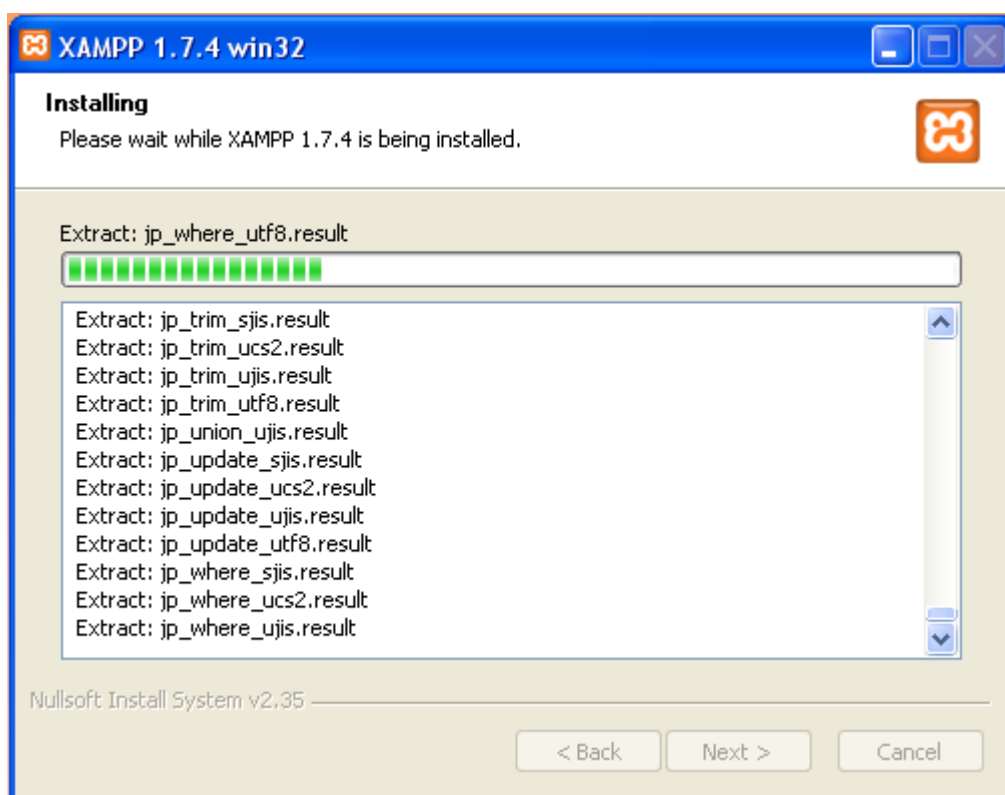 XAMPP 1.7.4 win32
Installing
Please wait while XAMPP 1.7.4 is being installed.
Extract: jp_where_utf8.result
Extract: jp_trim_sjis.result
Extract: jp_trim_ucs2.result
Extract: jp_trim_ujis.result
Extract: jp_trim_utf8.result
Extract: jp_union_ujis.result
Extract: jp_update_sjis.result
Extract: jp_update_ucs2.result
Extract: jp_update_ujis.result
Extract: jp_update_utf8.result
Extract: jp_where_sjis.result
Extract: jp_where_ucs2.result
Extract: jp_where_ujis.result
Nullsoft Install System v2.35
< Back Next > Cancel